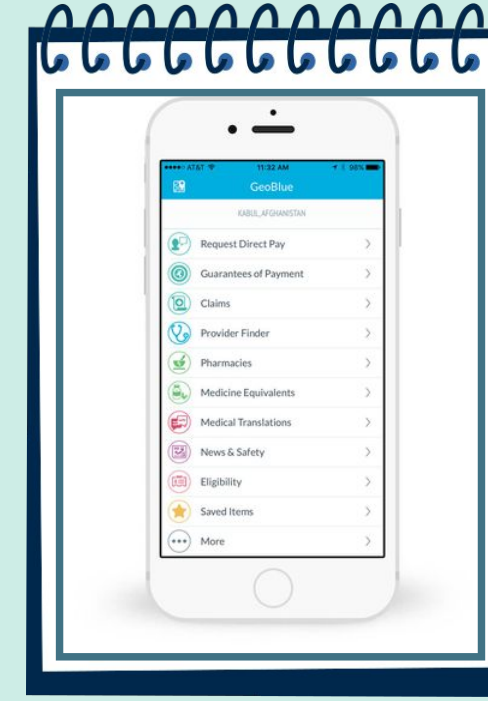 AT&T 11:32 AM 98%
GeoBlue
KABUL, AFGHANISTAN
Request Direct Pay
Guarantees of Payment
Claims
Provider Finder
Pharmacies
Medicine Equivalents
Medical Translations
News & Safety
Eligibility
Saved Items
More